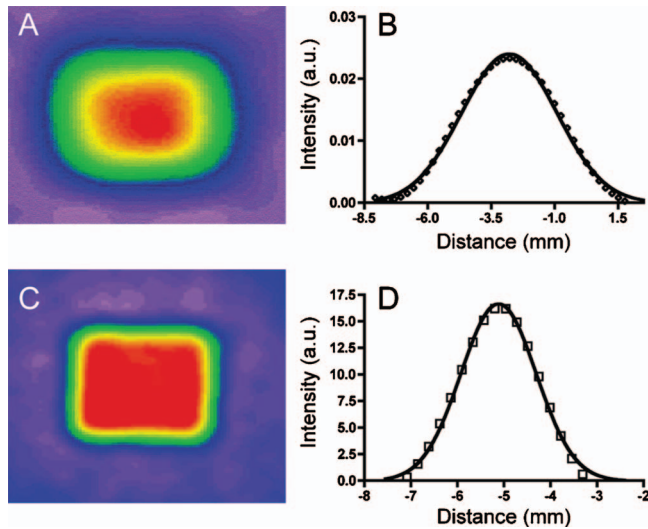 A
B
0.03
0.02
0.01
0.00
Intensity (a.u.)
-8.5 -6.0 -3.5 -1.0 1.5
Distance (mm)
C
D
17.5
15.0
12.5
10.0
7.5
5.0
2.5
0.0
Intensity (a.u.)
-8 -7 -6 -5 -4 -3 -2
Distance (mm)